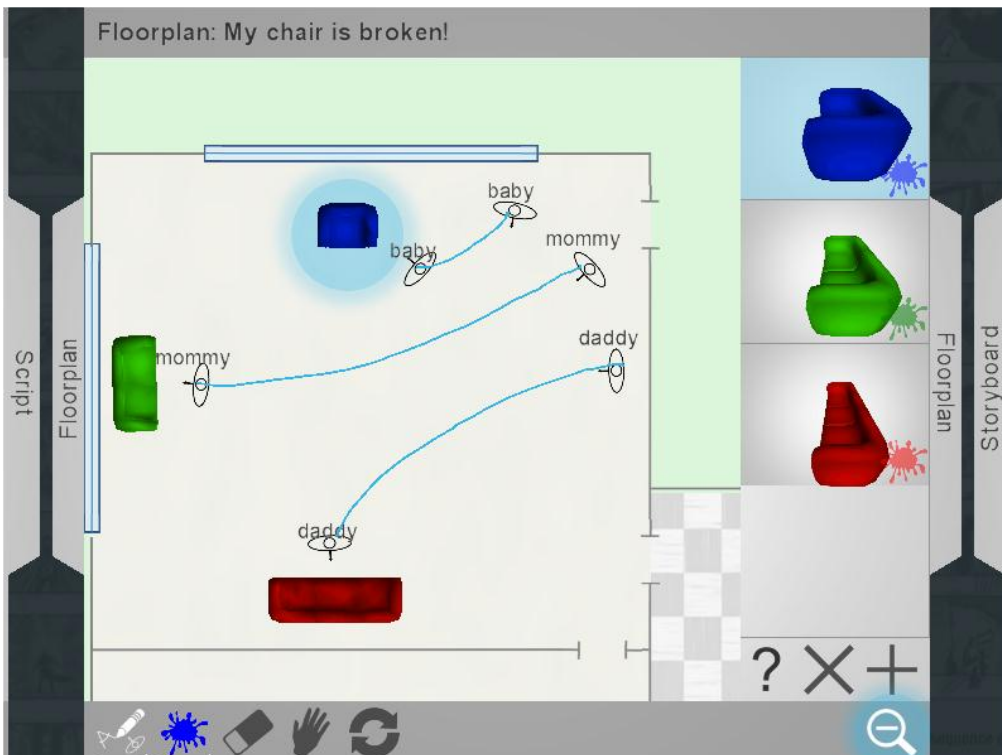 Floorplan: My chair is broken!
baby
baby
mommy
daddy
mommy
daddy
Script
Floorplan
Floorplan
Storyboard
?